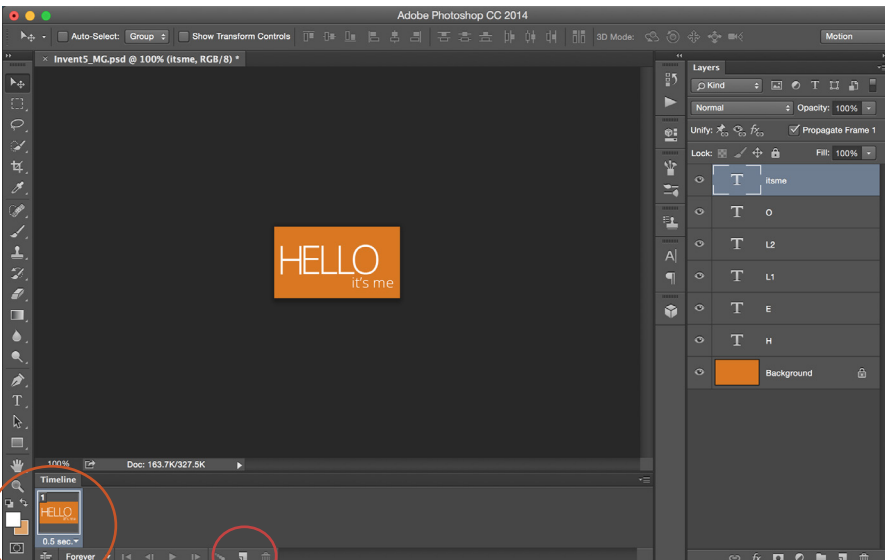 Adobe Photoshop CC 2014
Auto-Select: Group Show Transform Controls 3D Mode: Motion
× Invent5_MG.psd @ 100% (itsme, RGB/8) *
Layers
Kind
Normal Opacity: 100%
Unify: Propagate Frame 1
Lock: Fill: 100%
T itsme
T O
T L2
T L1
T E
T H
Background
HELLO
it's me
100% Doc: 163.7K/327.5K
Timeline
1
HELLO
it's me
0.5 sec.
Forever